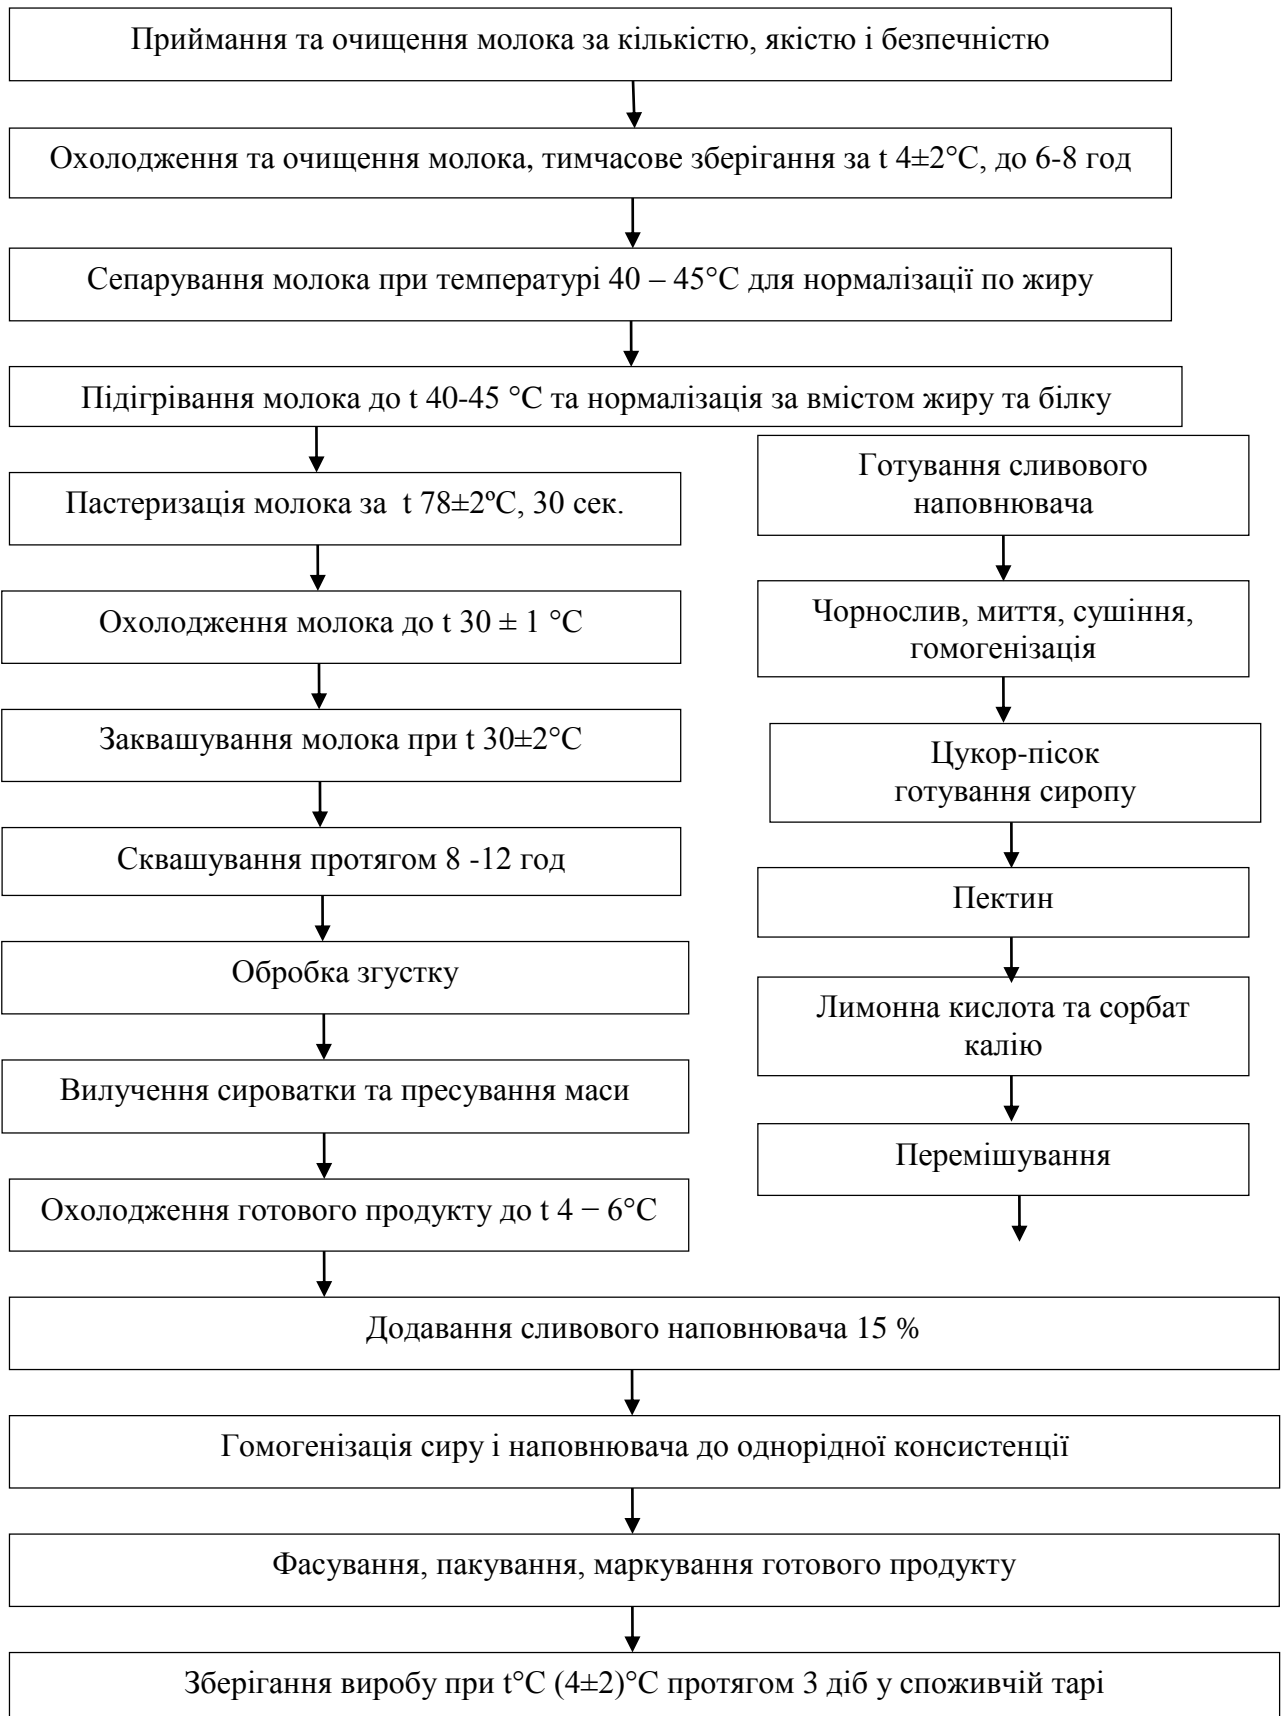 Приймання та очищення молока за кількістю, якістю і безпечністю
Охолодження та очищення молока, тимчасове зберігання за t 4±2°С, до 6-8 год
Сепарування молока при температурі 40 – 45°С для нормалізації по жиру
Підігрівання молока до t 40-45 °С та нормалізація за вмістом жиру та білку
Пастеризація молока за t 78±2ºС, 30 сек.
Охолодження молока до t 30 ± 1 °С
Заквашування молока при t 30±2°С
Сквашування протягом 8 -12 год
Обробка згустку
Вилучення сироватки та пресування маси
Охолодження готового продукту до t 4 − 6°С
Готування сливового
наповнювача
Чорнослив, миття, сушіння,
гомогенізація
Цукор-пісок
готування сиропу
Пектин
Лимонна кислота та сорбат
калію
Перемішування
Додавання сливового наповнювача 15 %
Гомогенізація сиру і наповнювача до однорідної консистенції
Фасування, пакування, маркування готового продукту
Зберігання виробу при t°С (4±2)°С протягом 3 діб у споживчій тарі